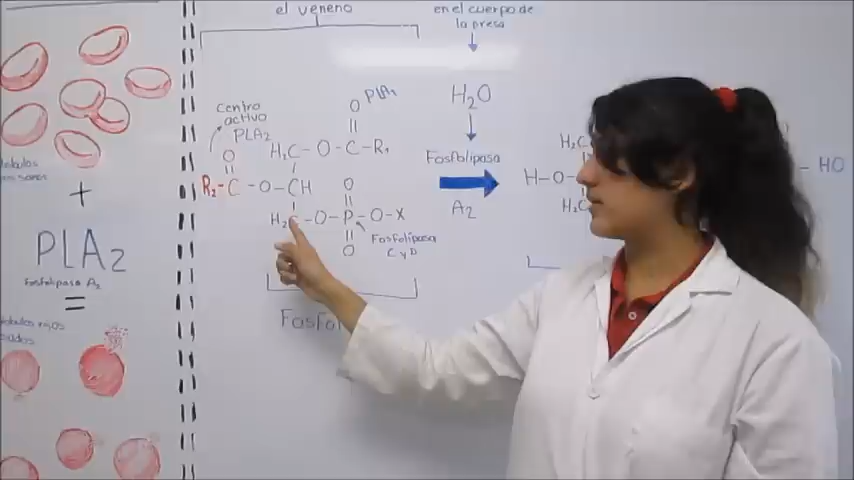 el veneno
en el cuerpo de
la presa
Centro
activo
PLA2
O
PLA1
H2C - O - C - R1
R2 - C - O - CH
O
H2C - O - P - O - X
O
Fosfolipasa
C y D
H2O
Fosfolipasa
A2
H2C
H - O
H2C
- HO
+
PLA2
Fosfolipasa A2
=